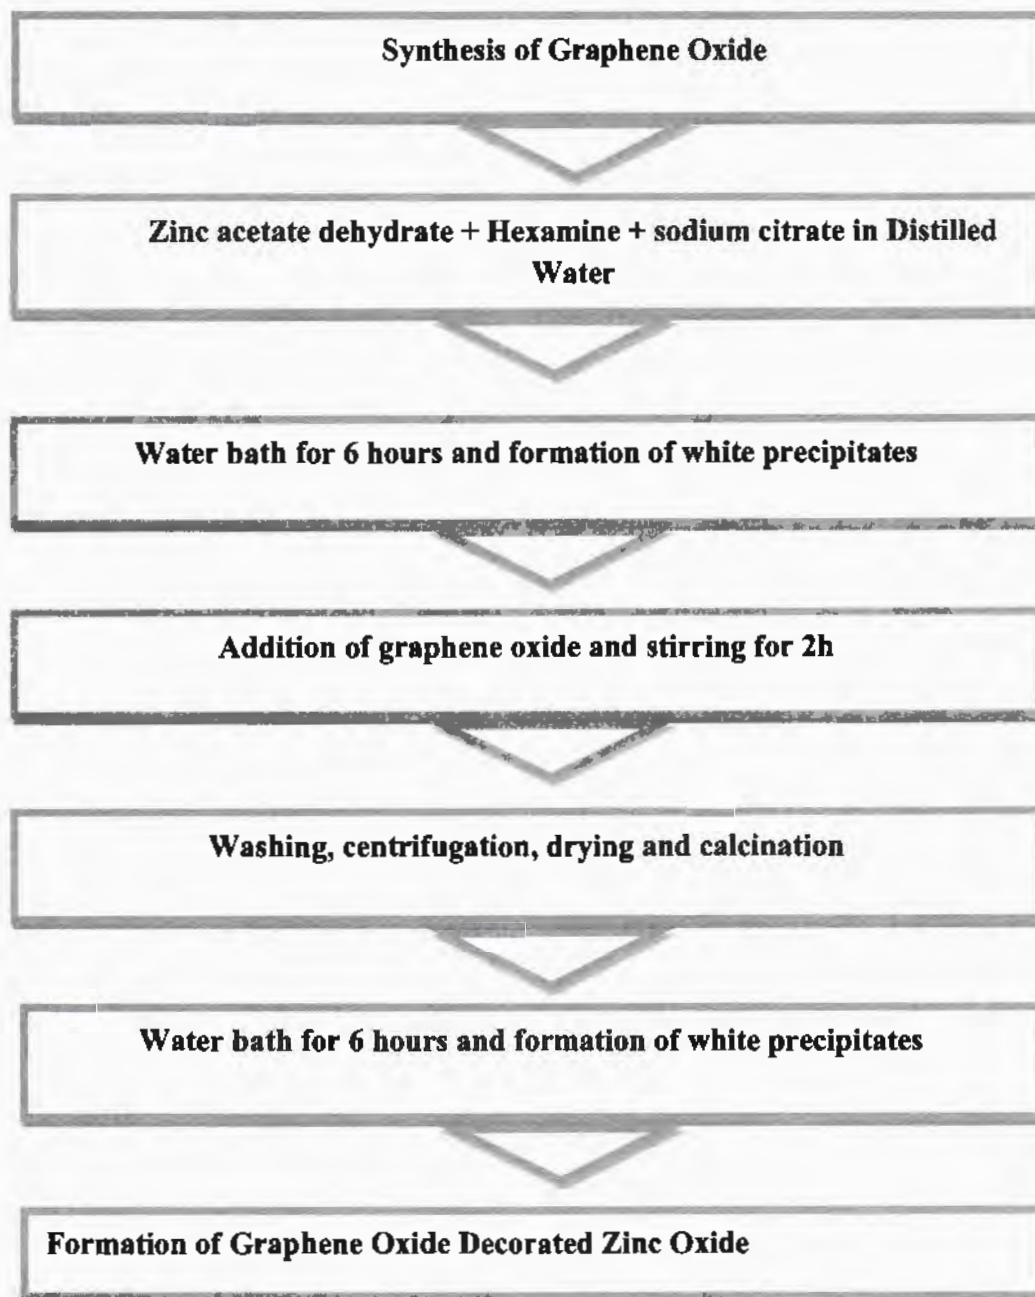 Synthesis of Graphene Oxide
Zinc acetate dehydrate + Hexamine + sodium citrate in Distilled
Water
Water bath for 6 hours and formation of white precipitates
Addition of graphene oxide and stirring for 2h
Washing, centrifugation, drying and calcination
Water bath for 6 hours and formation of white precipitates
Formation of Graphene Oxide Decorated Zinc Oxide